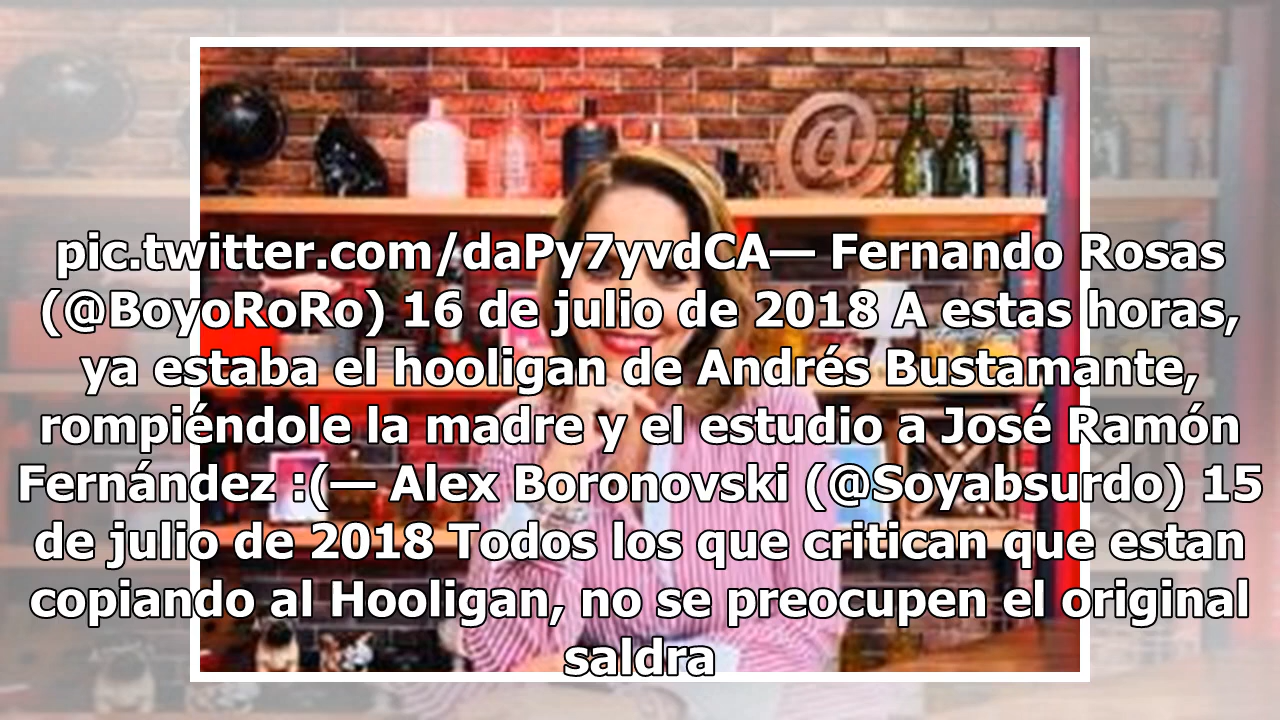 pic.twitter.com/daPy7yvdCA— Fernando Rosas
(@BoyoRoRo) 16 de julio de 2018 A estas horas,
ya estaba el hooligan de Andrés Bustamante,
rompiéndole la madre y el estudio a José Ramón
Fernández :(— Alex Boronovski (@Soyabsurdo) 15
de julio de 2018 Todos los que critican que estan
copiando al Hooligan, no se preocupen el original
saldra